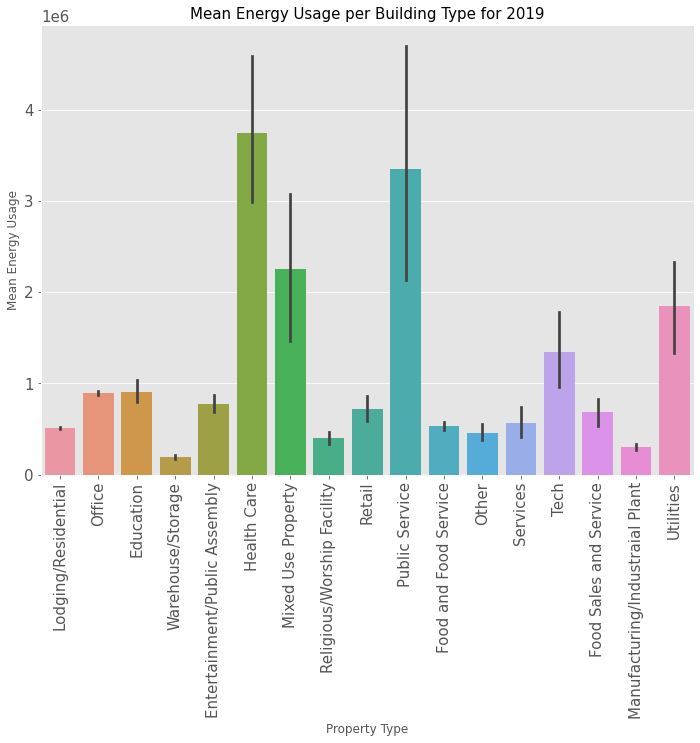 Mean Energy Usage per Building Type for 2019
1e6
4
3
2
1
0
Mean Energy Usage
Lodging/Residential
Office
Education
Warehouse/Storage
Entertainment/Public Assembly
Health Care
Mixed Use Property
Religious/Worship Facility
Retail
Public Service
Food and Food Service
Other
Services
Tech
Food Sales and Service
Manufacturing/Industraial Plant
Utilities
Property Type